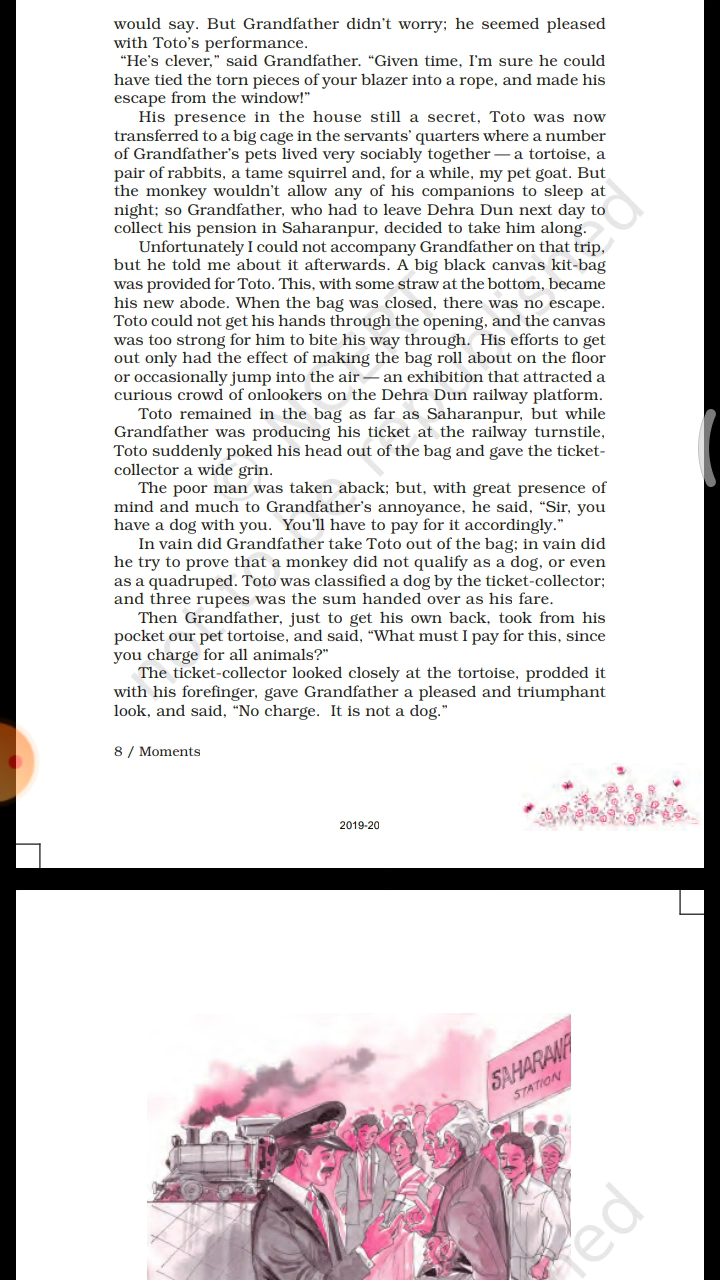 would say. But Grandfather didn't worry; he seemed pleased
with Toto's performance.
“He's clever,” said Grandfather. “Given time, I'm sure he could
have tied the torn pieces of your blazer into a rope, and made his
escape from the window!”
His presence in the house still a secret, Toto was now
transferred to a big cage in the servants' quarters where a number
of Grandfather's pets lived very sociably together — a tortoise, a
pair of rabbits, a tame squirrel and, for a while, my pet goat. But
the monkey wouldn't allow any of his companions to sleep at
night; so Grandfather, who had to leave Dehra Dun next day to
collect his pension in Saharanpur, decided to take him along.
Unfortunately I could not accompany Grandfather on that trip,
but he told me about it afterwards. A big black canvas kit-bag
was provided for Toto. This, with some straw at the bottom, became
his new abode. When the bag was closed, there was no escape.
Toto could not get his hands through the opening, and the canvas
was too strong for him to bite his way through. His efforts to get
out only had the effect of making the bag roll about on the floor
or occasionally jump into the air — an exhibition that attracted a
curious crowd of onlookers on the Dehra Dun railway platform.
Toto remained in the bag as far as Saharanpur, but while
Grandfather was producing his ticket at the railway turnstile,
Toto suddenly poked his head out of the bag and gave the ticket-
collector a wide grin.
The poor man was taken aback; but, with great presence of
mind and much to Grandfather's annoyance, he said, “Sir, you
have a dog with you. You'll have to pay for it accordingly.”
In vain did Grandfather take Toto out of the bag; in vain did
he try to prove that a monkey did not qualify as a dog, or even
as a quadruped. Toto was classified a dog by the ticket-collector;
and three rupees was the sum handed over as his fare.
Then Grandfather, just to get his own back, took from his
pocket our pet tortoise, and said, “What must I pay for this, since
you charge for all animals?”
The ticket-collector looked closely at the tortoise, prodded it
with his forefinger, gave Grandfather a pleased and triumphant
look, and said, “No charge. It is not a dog.”
8 / Moments
2019-20
© NCERT
not to be republished
SAHARANP
STATION
ed